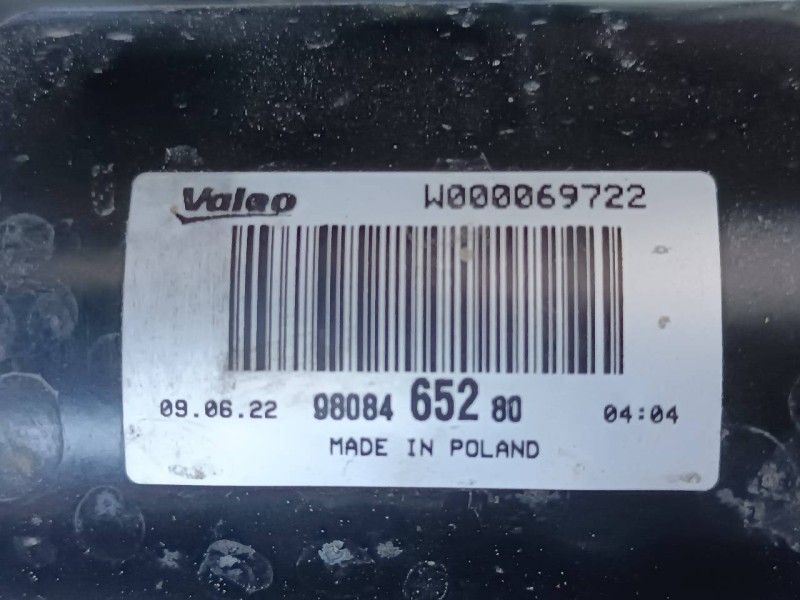 Valeo W000069722
09.06.22 98084 652 80 04:04
MADE IN POLAND